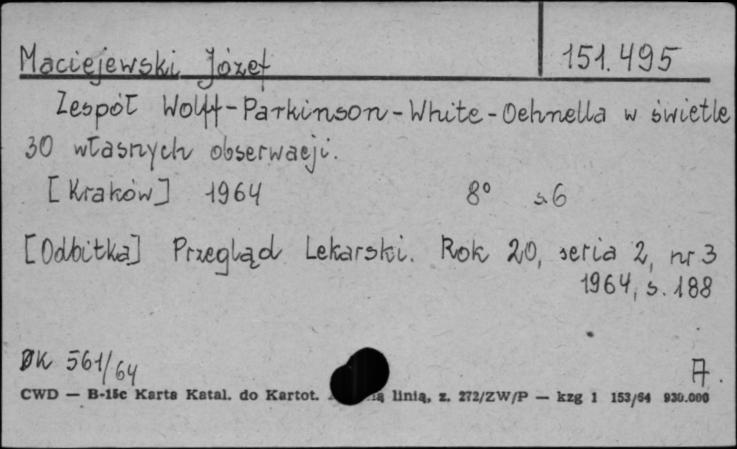 Maciejewski Józef 151.495
Zespół Wolff-Parkinson-White-Oehnella w świetle
30 własnych obserwacji.
[Kraków] 1964 8° s. 6
[Odbitka] Przegląd Lekarski. Rok 20, seria 2, nr 3
1964, s. 188
DK 561/64 A.
CWD — B-15c Karta Katal. do Kartot. linią, z. 272/ZW/P — kzg 1 153/64 930.000